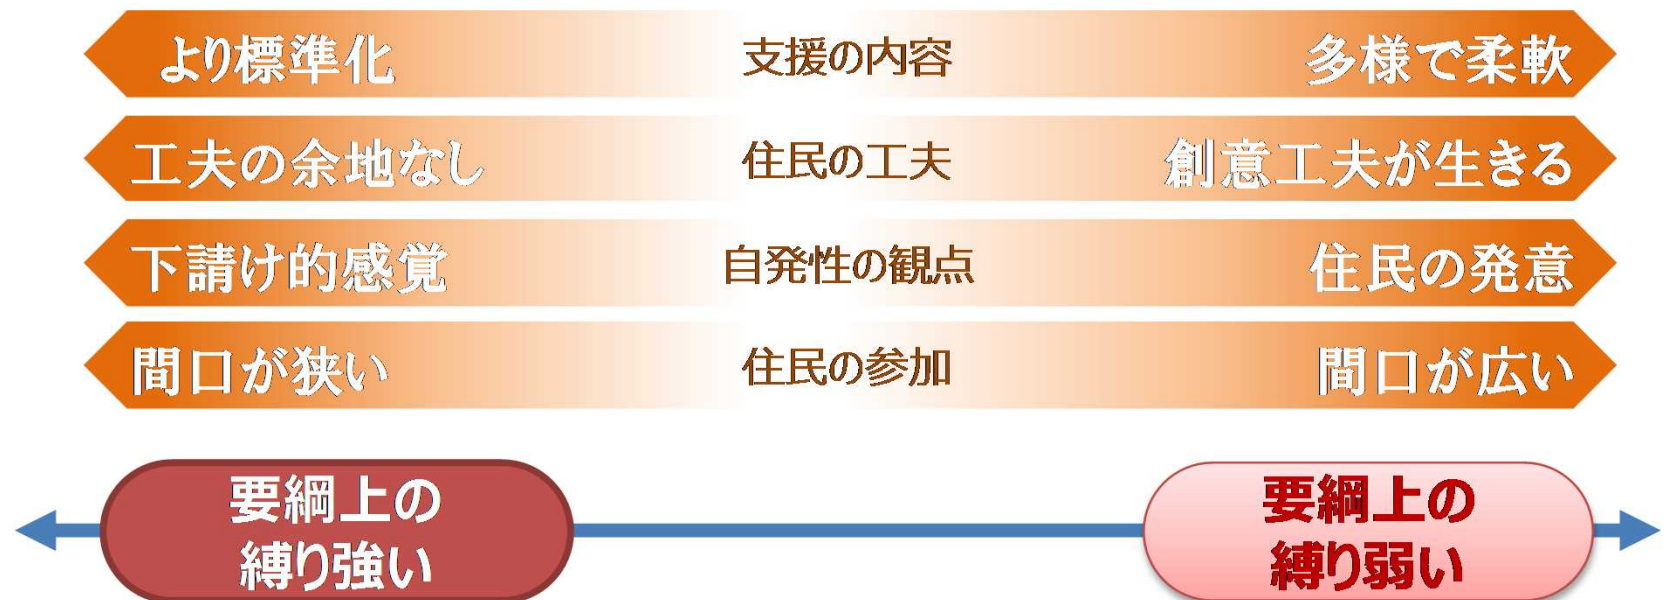 より標準化 支援の内容 多様で柔軟
工夫の余地なし 住民の工夫 創意工夫が生きる
下請け的感覚 自発性の観点 住民の発意
間口が狭い 住民の参加 間口が広い
要綱上の
縛り強い
要綱上の
縛り弱い